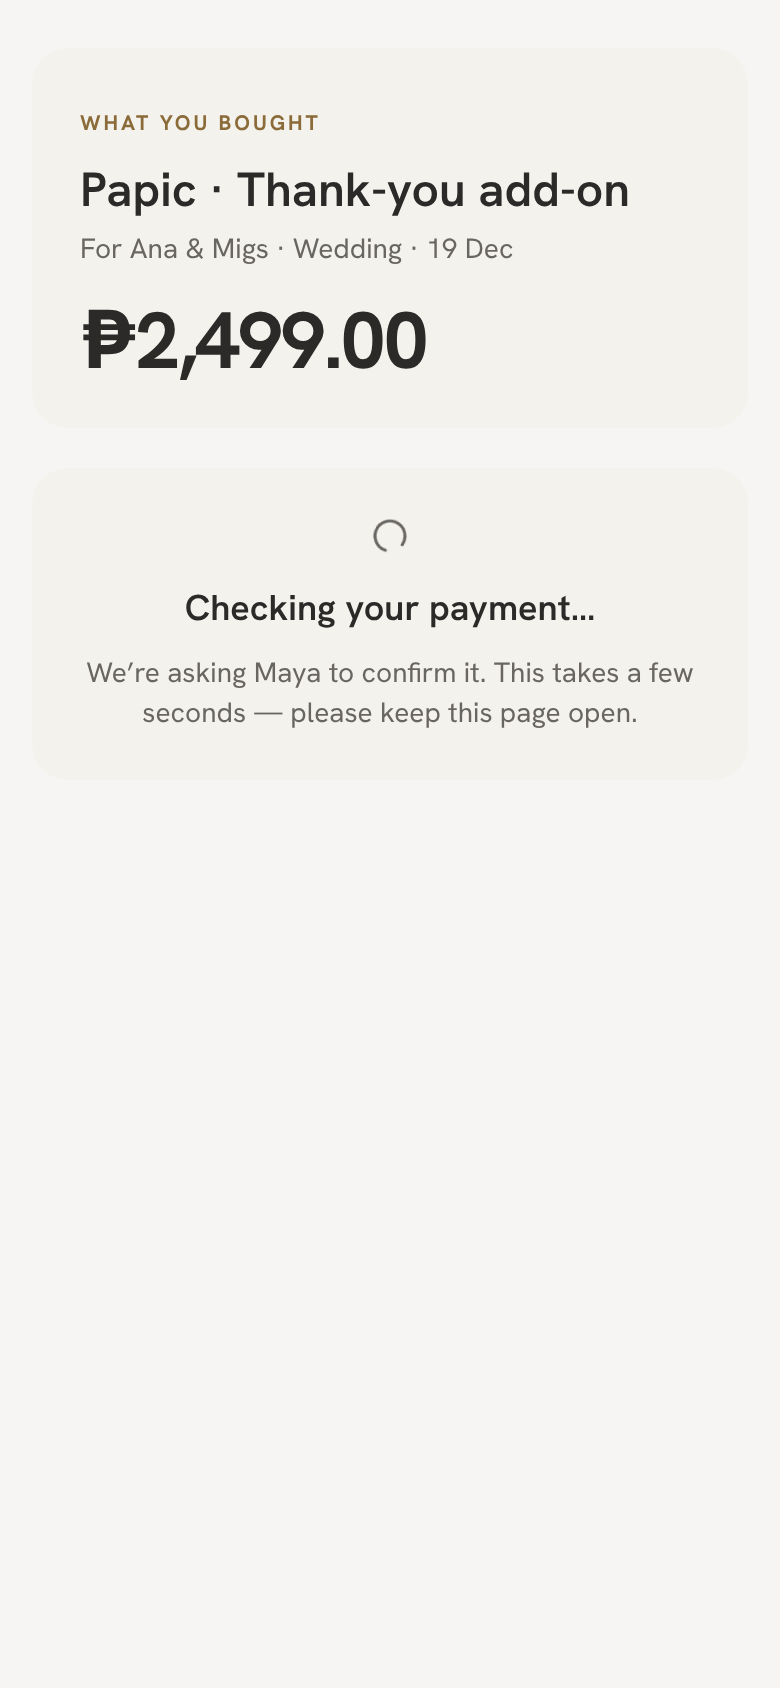 WHAT YOU BOUGHT
Papic · Thank-you add-on
For Ana & Migs · Wedding · 19 Dec
₱2,499.00
Checking your payment…
We’re asking Maya to confirm it. This takes a few
seconds — please keep this page open.